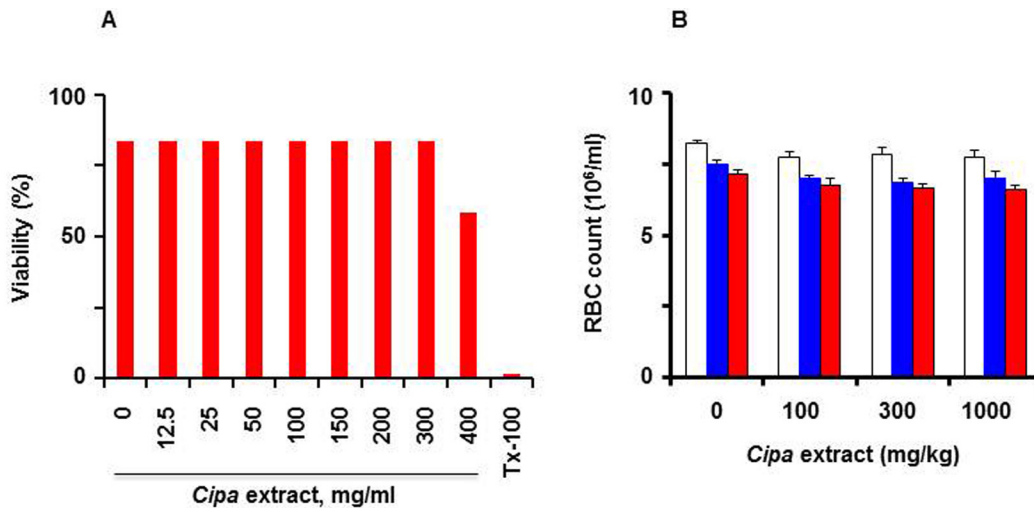 A
Viability (%)
100
50
0
0
12.5
25
50
100
150
200
300
400
Tx-100
Cipa extract, mg/ml
B
RBC count (10⁶/ml)
10
5
0
0 100 300 1000
Cipa extract (mg/kg)